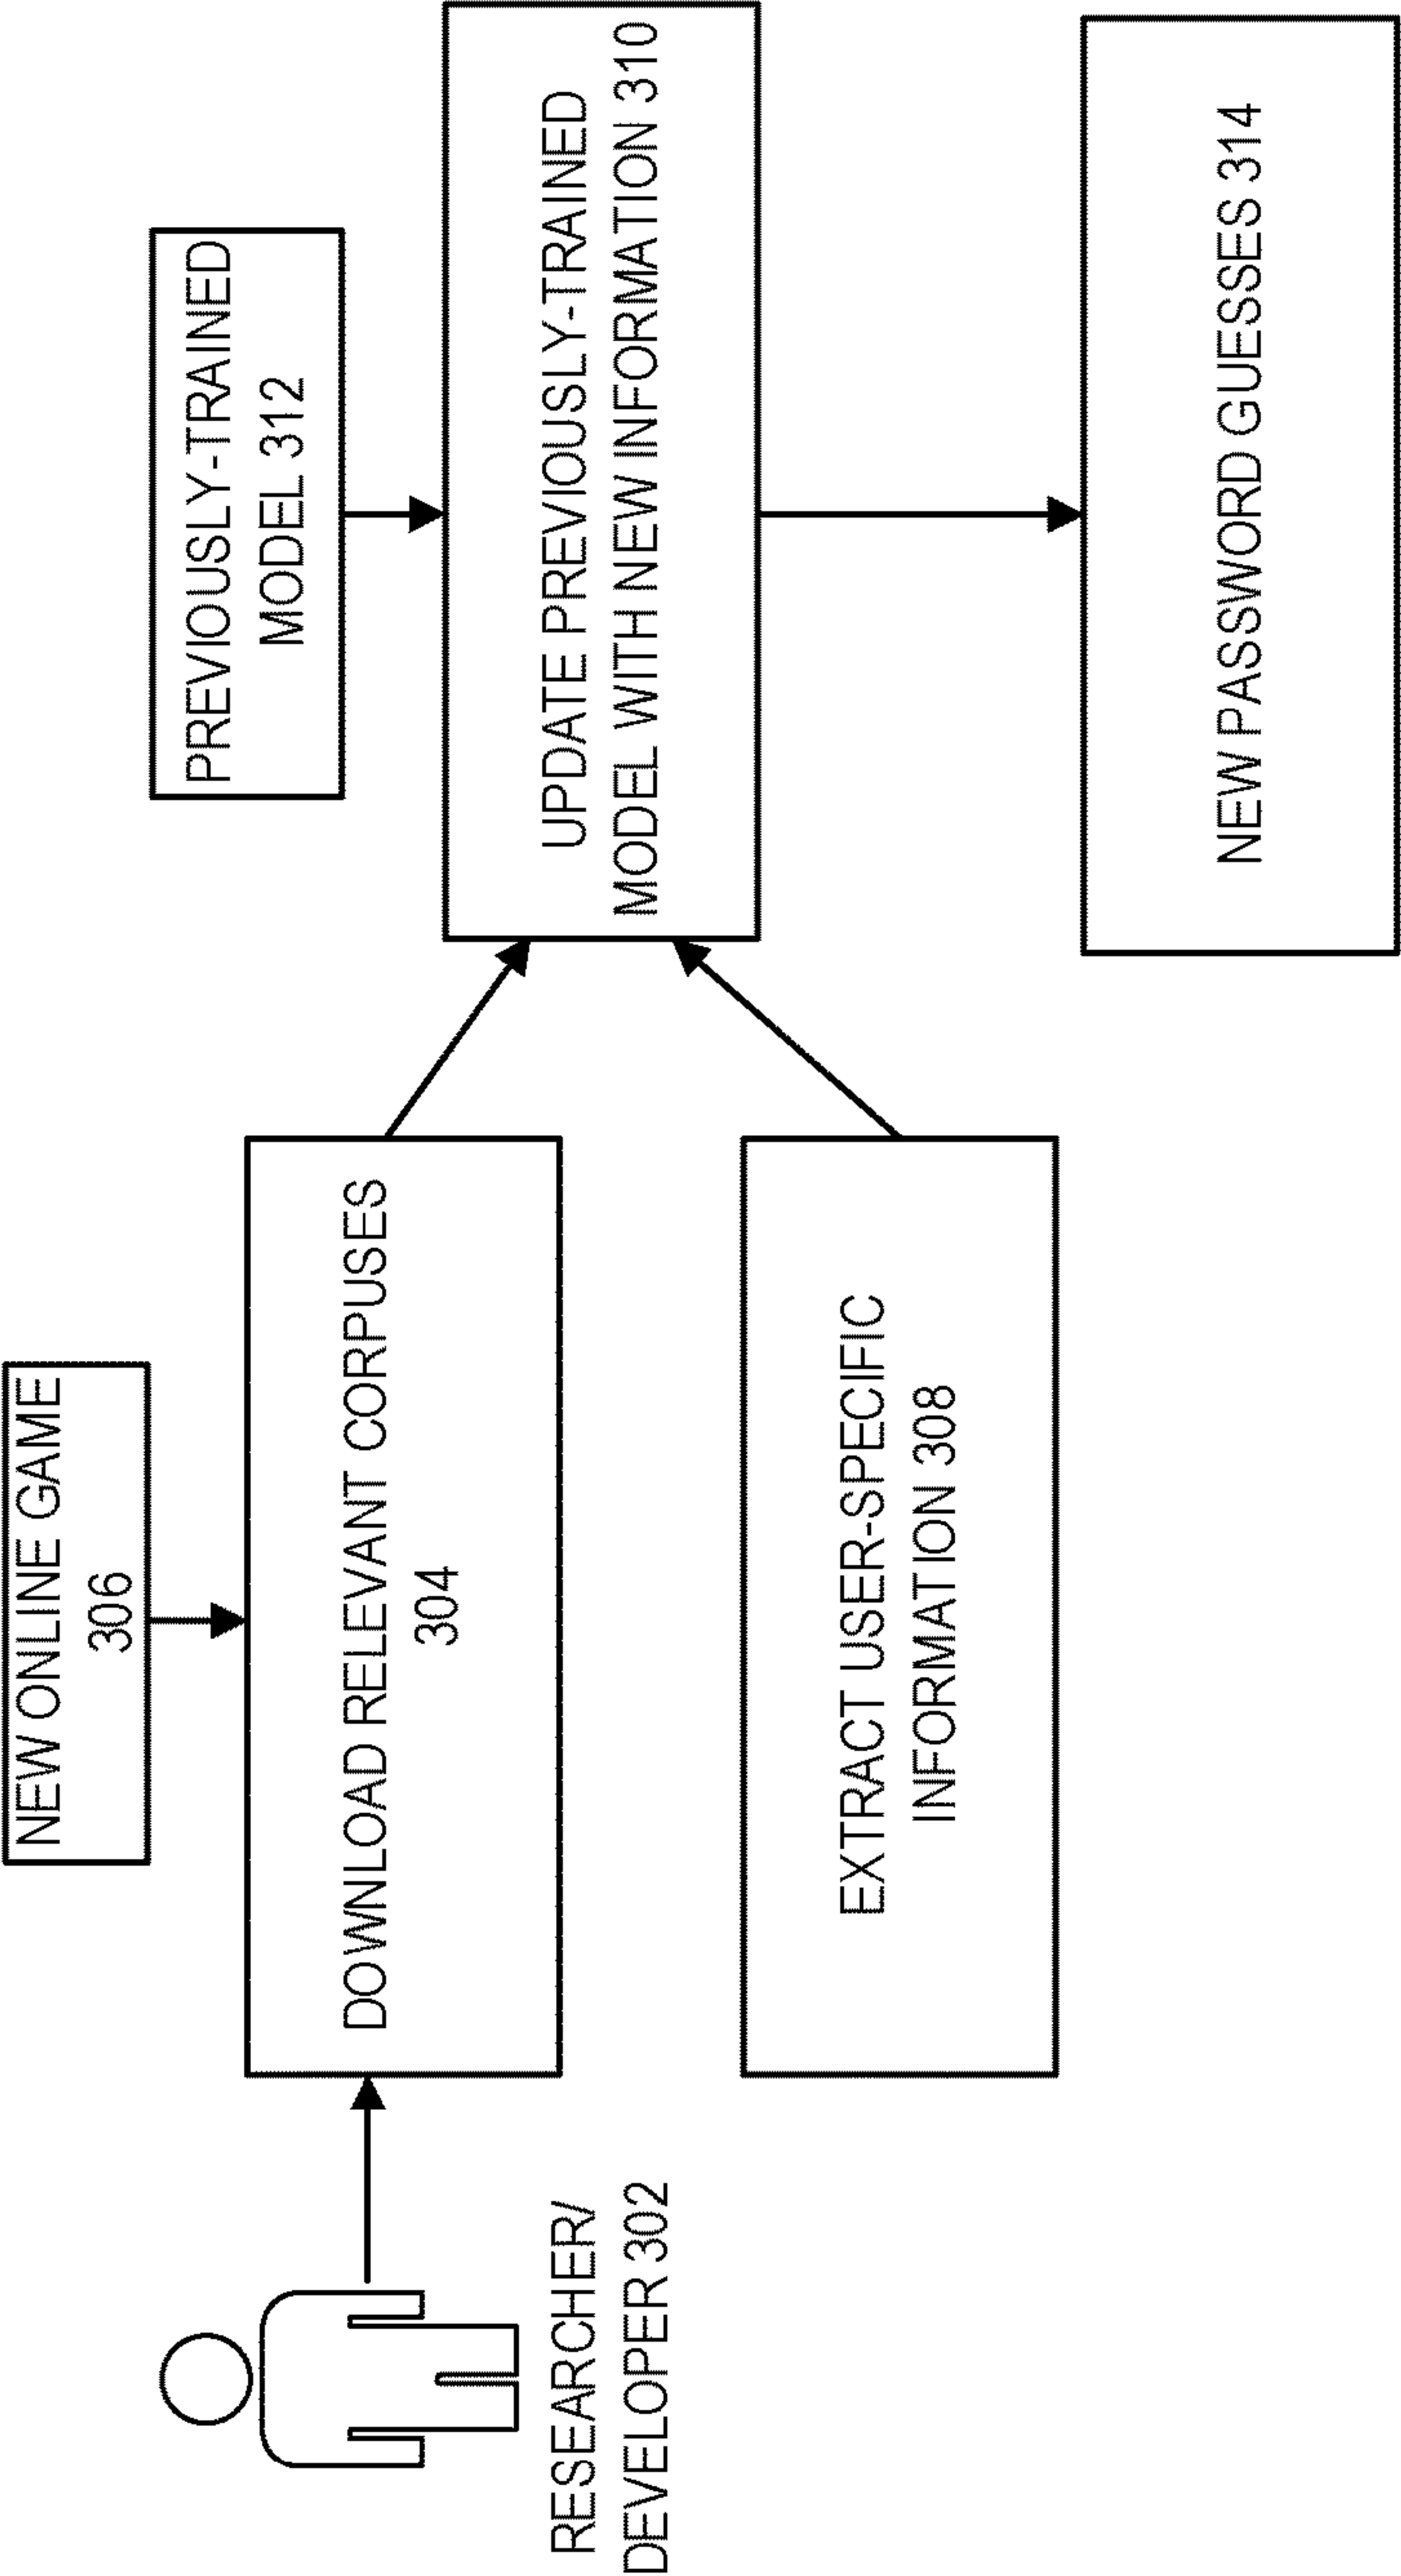 NEW ONLINE GAME
306
PREVIOUSLY-TRAINED
MODEL 312
RESEARCHER/
DEVELOPER 302
DOWNLOAD RELEVANT CORPUSES
304
EXTRACT USER-SPECIFIC
INFORMATION 308
UPDATE PREVIOUSLY-TRAINED
MODEL WITH NEW INFORMATION 310
NEW PASSWORD GUESSES 314